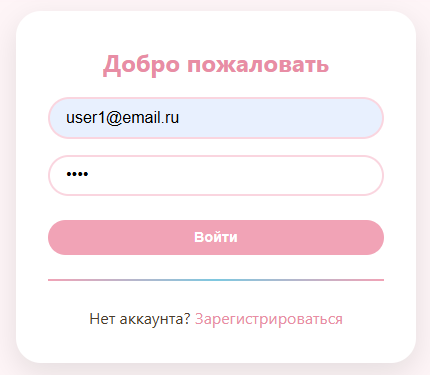 Добро пожаловать
user1@email.ru
••••
Войти
Нет аккаунта? Зарегистрироваться